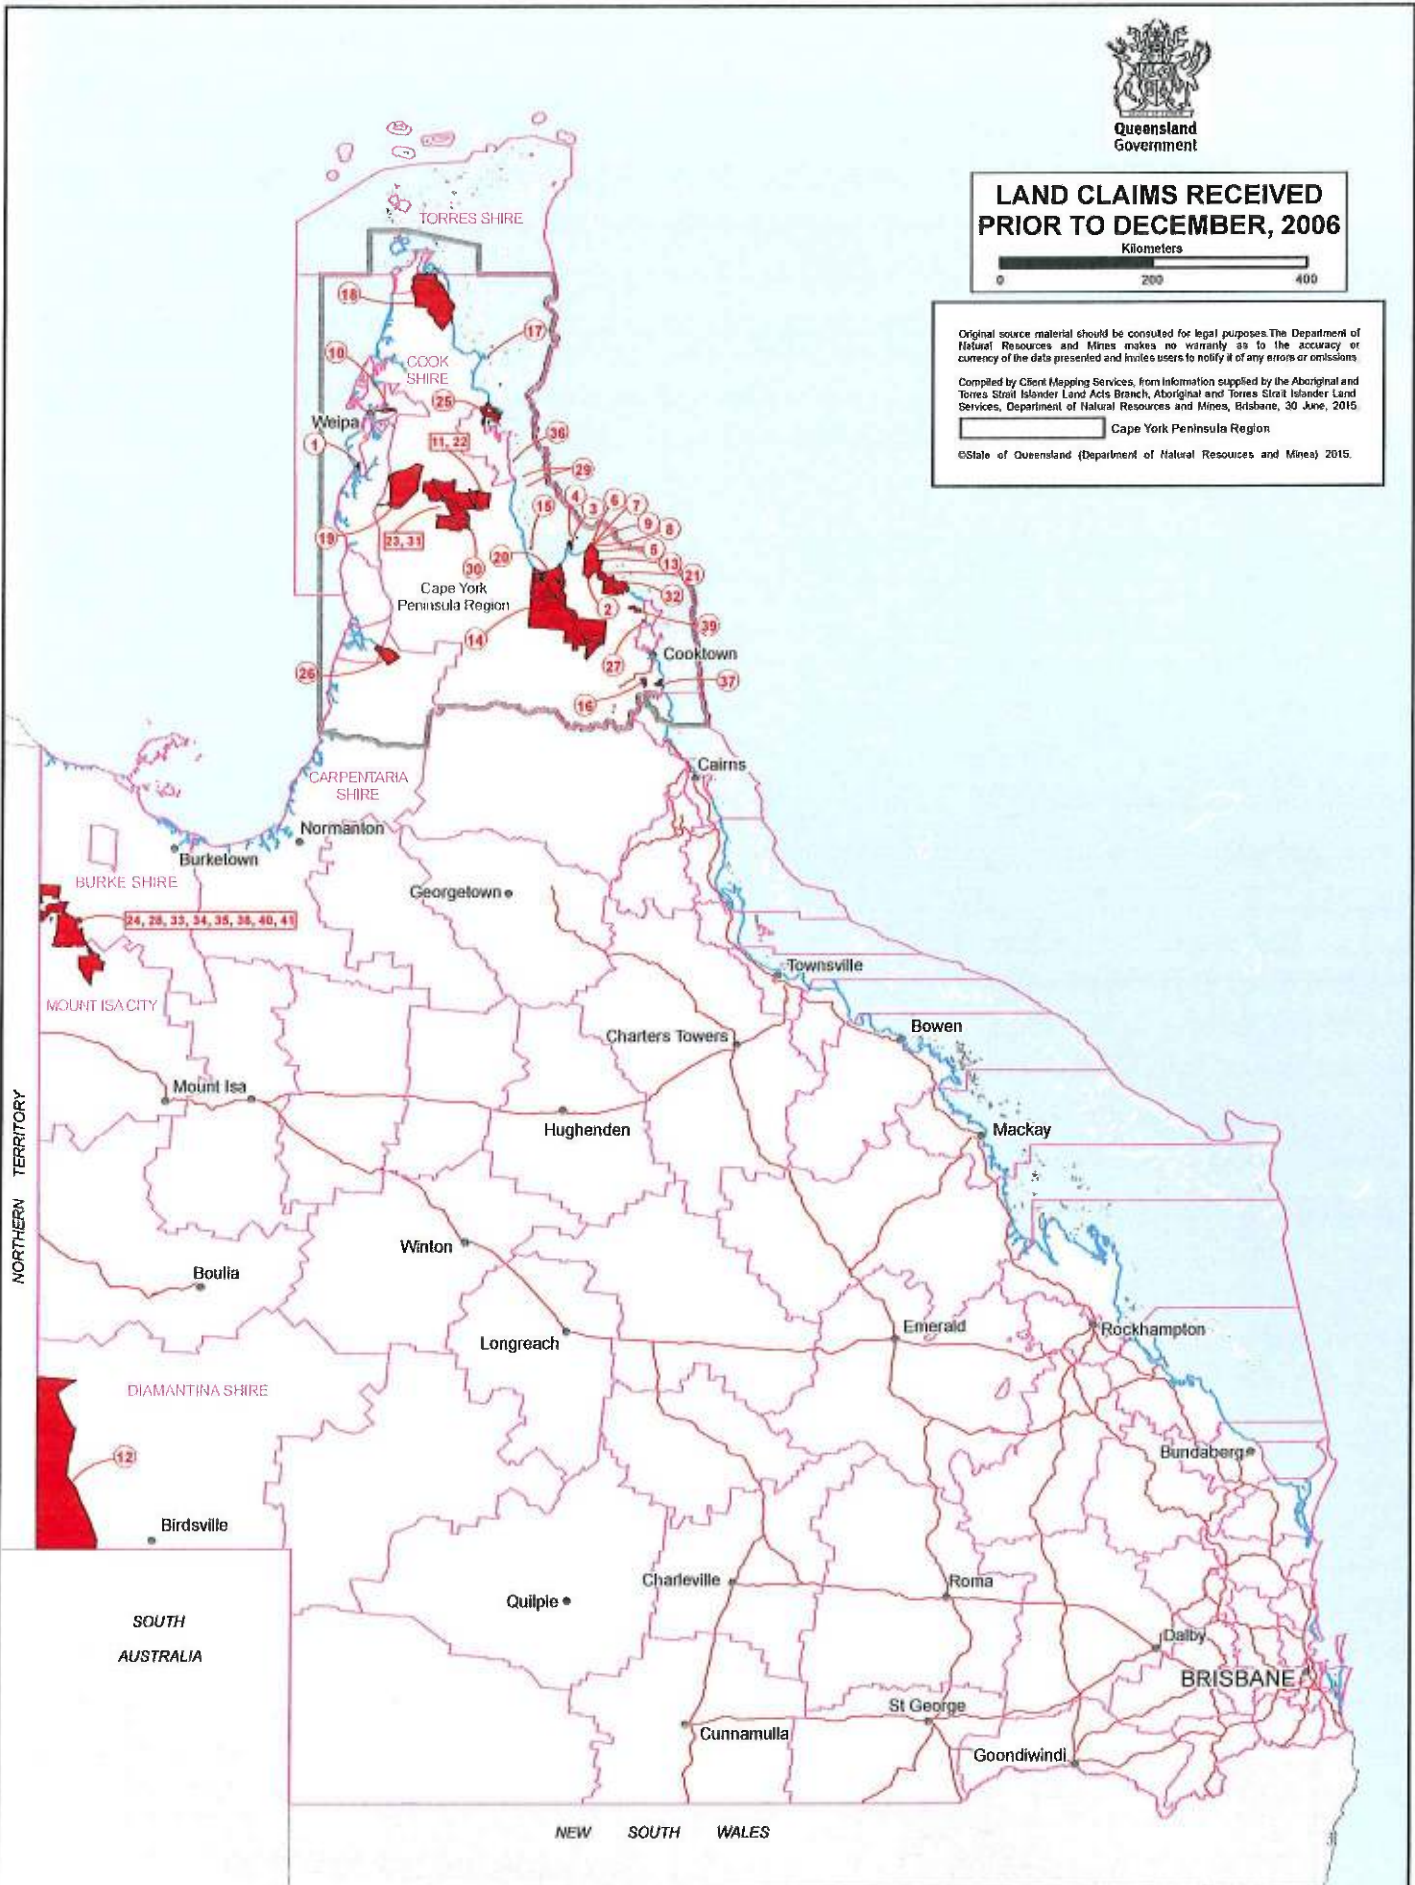 Queensland
Government
LAND CLAIMS RECEIVED
PRIOR TO DECEMBER, 2006
Kilometers
0 200 400
Original source material should be consulted for legal purposes. The Department of
Natural Resources and Mines makes no warranty as to the accuracy or
currency of the data presented and invites users to notify it of any errors or omissions
Compiled by Client Mapping Services, from information supplied by the Aboriginal and
Torres Strait Islander Land Acts Branch, Aboriginal and Torres Strait Islander Land
Services, Department of Natural Resources and Mines, Brisbane, 30 June, 2015.
Cape York Peninsula Region
©State of Queensland (Department of Natural Resources and Mines) 2015.
TORRES SHIRE
18
17
10
COOK
SHIRE
25
Weipa
1
11, 22
36
29
4
3
6
7
15
9
8
19
23, 31
5
20
13
30
21
Cape York
Peninsula Region
32
2
39
14
Cooktown
27
26
37
16
Cairns
CARPENTARIA
SHIRE
Normanton
Burketown
BURKE SHIRE
Georgetown
24, 28, 33, 34, 35, 38, 40, 41
Townsville
MOUNT ISA CITY
Bowen
Charters Towers
Mount Isa
Hughenden
Mackay
NORTHERN TERRITORY
Winton
Boulia
Emerald
Rockhampton
Longreach
DIAMANTINA SHIRE
12
Bundaberg
Birdsville
Charleville
Roma
Quilpie
SOUTH
AUSTRALIA
Dalby
BRISBANE
St George
Cunnamulla
Goondiwindi
NEW SOUTH WALES